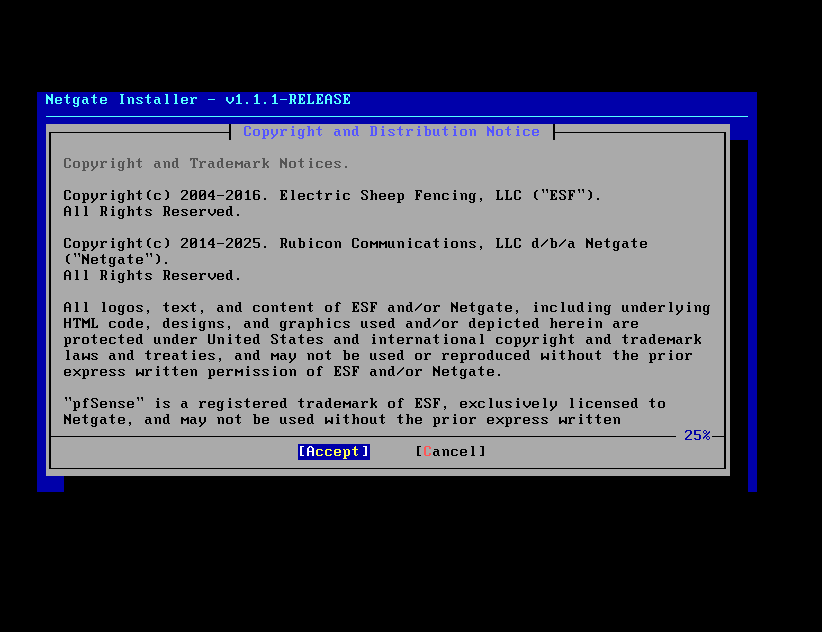 Netgate Installer - v1.1.1-RELEASE
Copyright and Distribution Notice
Copyright and Trademark Notices.
Copyright(c) 2004-2016. Electric Sheep Fencing, LLC ("ESF").
All Rights Reserved.
Copyright(c) 2014-2025. Rubicon Communications, LLC d/b/a Netgate
("Netgate").
All Rights Reserved.
All logos, text, and content of ESF and/or Netgate, including underlying
HTML code, designs, and graphics used and/or depicted herein are
protected under United States and international copyright and trademark
laws and treaties, and may not be used or reproduced without the prior
express written permission of ESF and/or Netgate.
"pfSense" is a registered trademark of ESF, exclusively licensed to
Netgate, and may not be used without the prior express written
25%
[Accept] [Cancel]